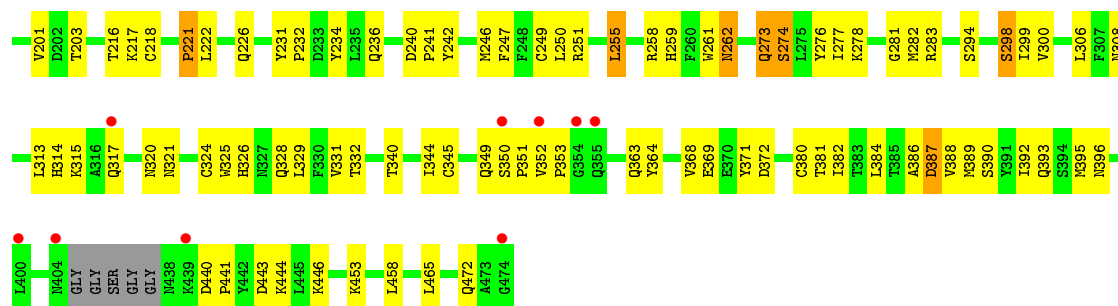 V201 D202 T203 T216 K217 C218 P221 L222 Q226 Y231 P232 D233 Y234 L235 Q236 D240 P241 Y242 M246 F247 F248 C249 L250 R251 L255 R258 H259 F260 W261 N262 Q273 S274 L275 Y276 I277 K278 G281 M282 R283 S294 S298 I299 V300 L306 F307 N308
L313 H314 K315 A316 Q317 N320 N321 C324 W325 H326 N327 Q328 L329 F330 V331 T332 T340 I344 C345 Q349 S350 P351 V352 P353 G354 Q355 Q363 Y364 V368 E369 E370 Y371 D372 C380 T381 I382 T383 L384 T385 A386 D387 V388 M389 S390 Y391 I392 Q393 S394 M395 N396
L400 N404 GLY GLY SER GLY GLY N438 K439 D440 P441 Y442 D443 K444 L445 K446 K453 L458 L465 Q472 A473 G474